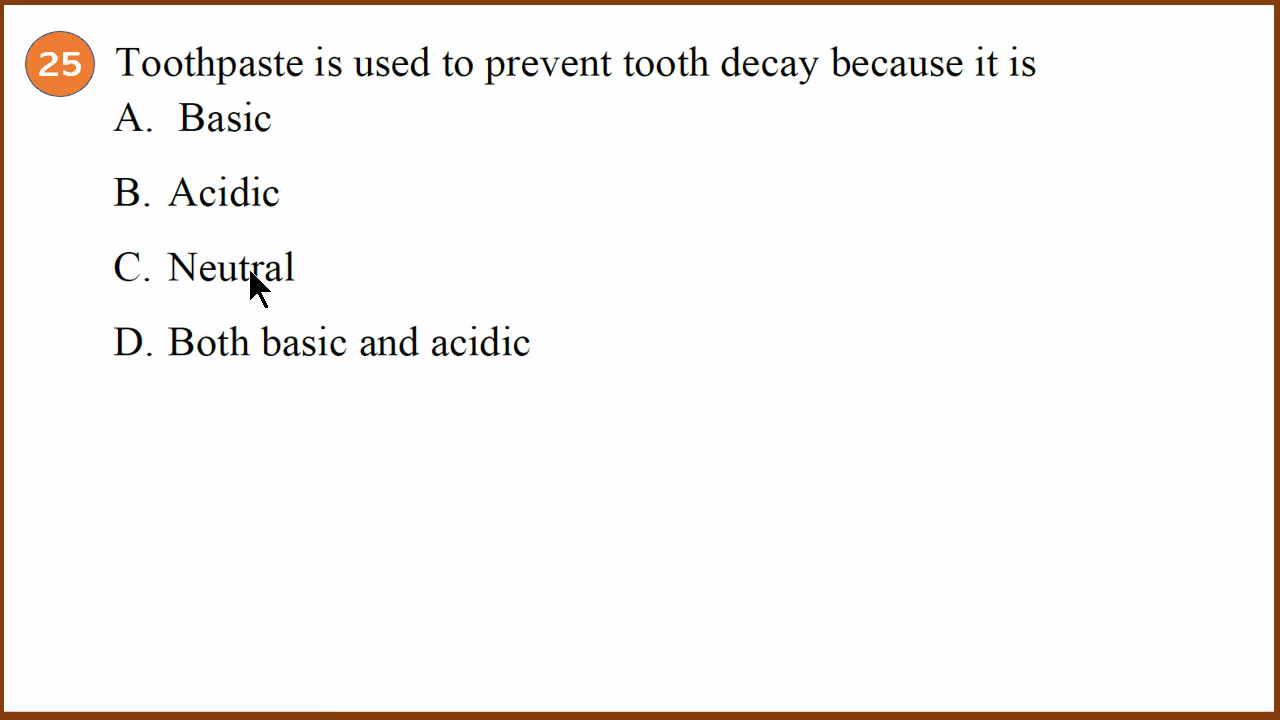 25 Toothpaste is used to prevent tooth decay because it is
A. Basic
B. Acidic
C. Neutral
D. Both basic and acidic